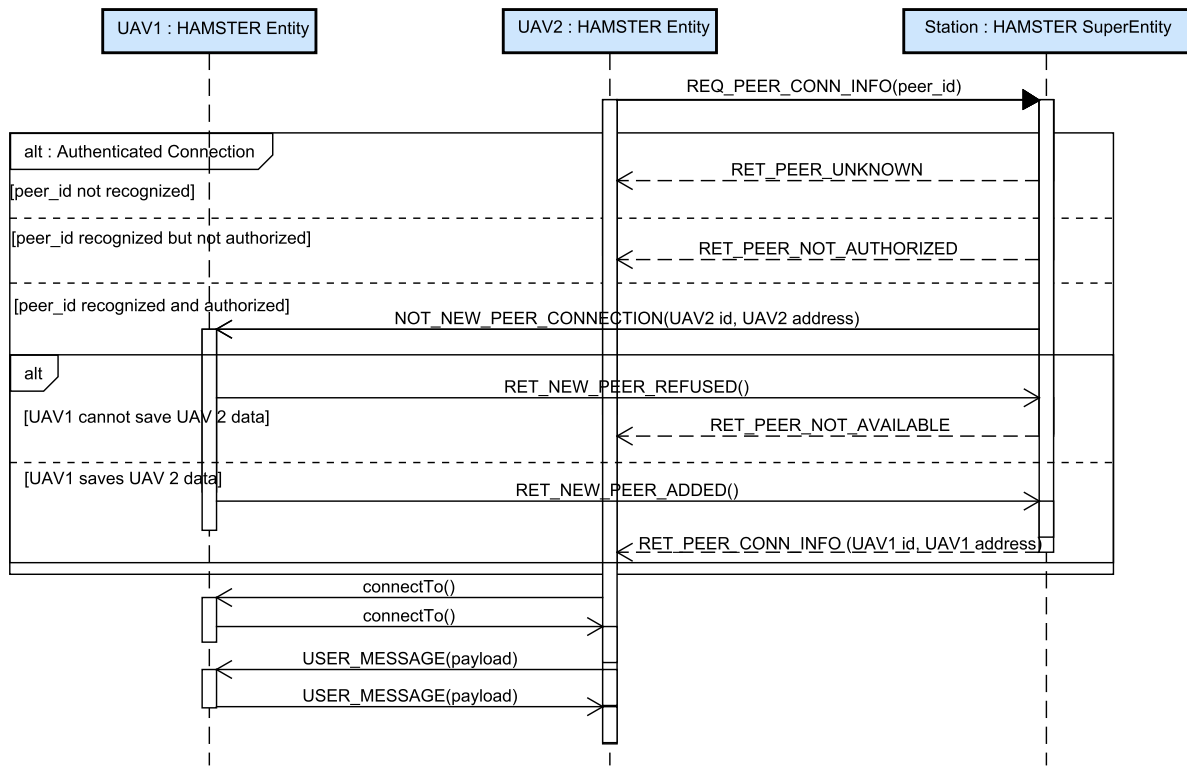 UAV1 : HAMSTER Entity
UAV2 : HAMSTER Entity
Station : HAMSTER SuperEntity
REQ_PEER_CONN_INFO(peer_id)
alt : Authenticated Connection
RET_PEER_UNKNOWN
[peer_id not recognized]
[peer_id recognized but not authorized]
RET_PEER_NOT_AUTHORIZED
[peer_id recognized and authorized]
NOT_NEW_PEER_CONNECTION(UAV2 id, UAV2 address)
alt
RET_NEW_PEER_REFUSED()
[UAV1 cannot save UAV 2 data]
RET_PEER_NOT_AVAILABLE
[UAV1 saves UAV 2 data]
RET_NEW_PEER_ADDED()
RET_PEER_CONN_INFO (UAV1 id, UAV1 address)
connectTo()
connectTo()
USER_MESSAGE(payload)
USER_MESSAGE(payload)